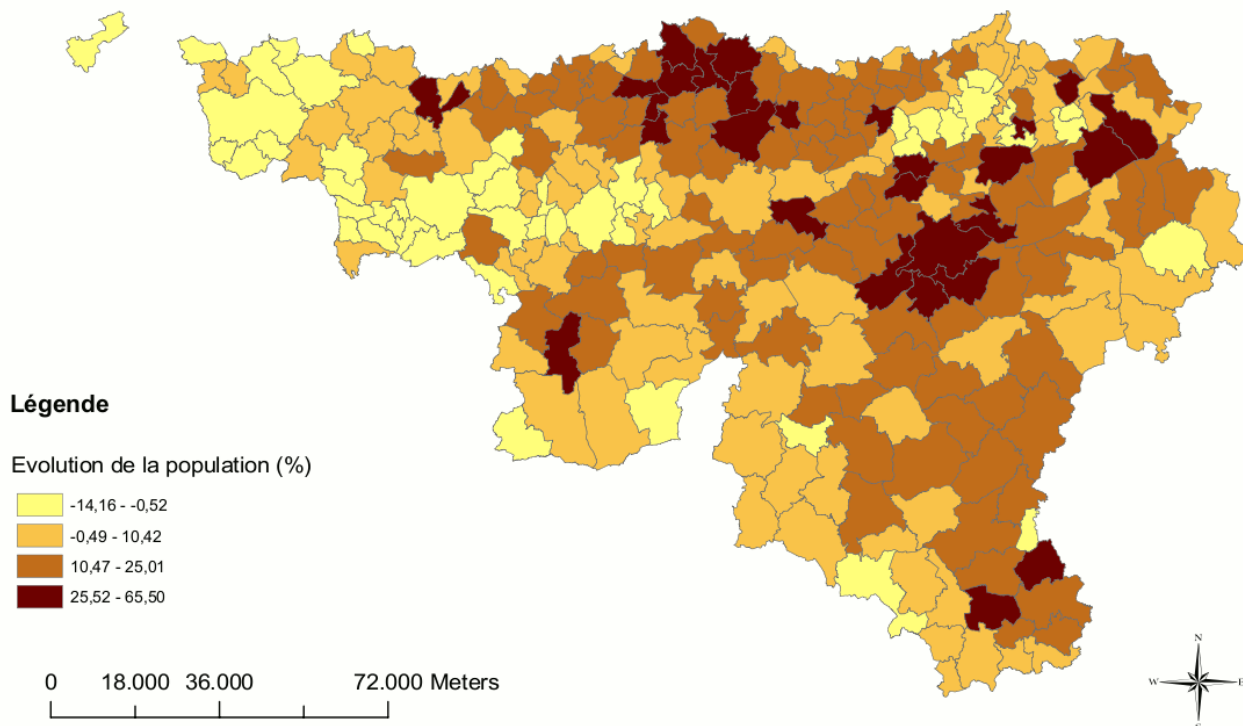 Légende
Evolution de la population (%)
-14,16 - -0,52
-0,49 - 10,42
10,47 - 25,01
25,52 - 65,50
0 18.000 36.000 72.000 Meters
N
W E
S